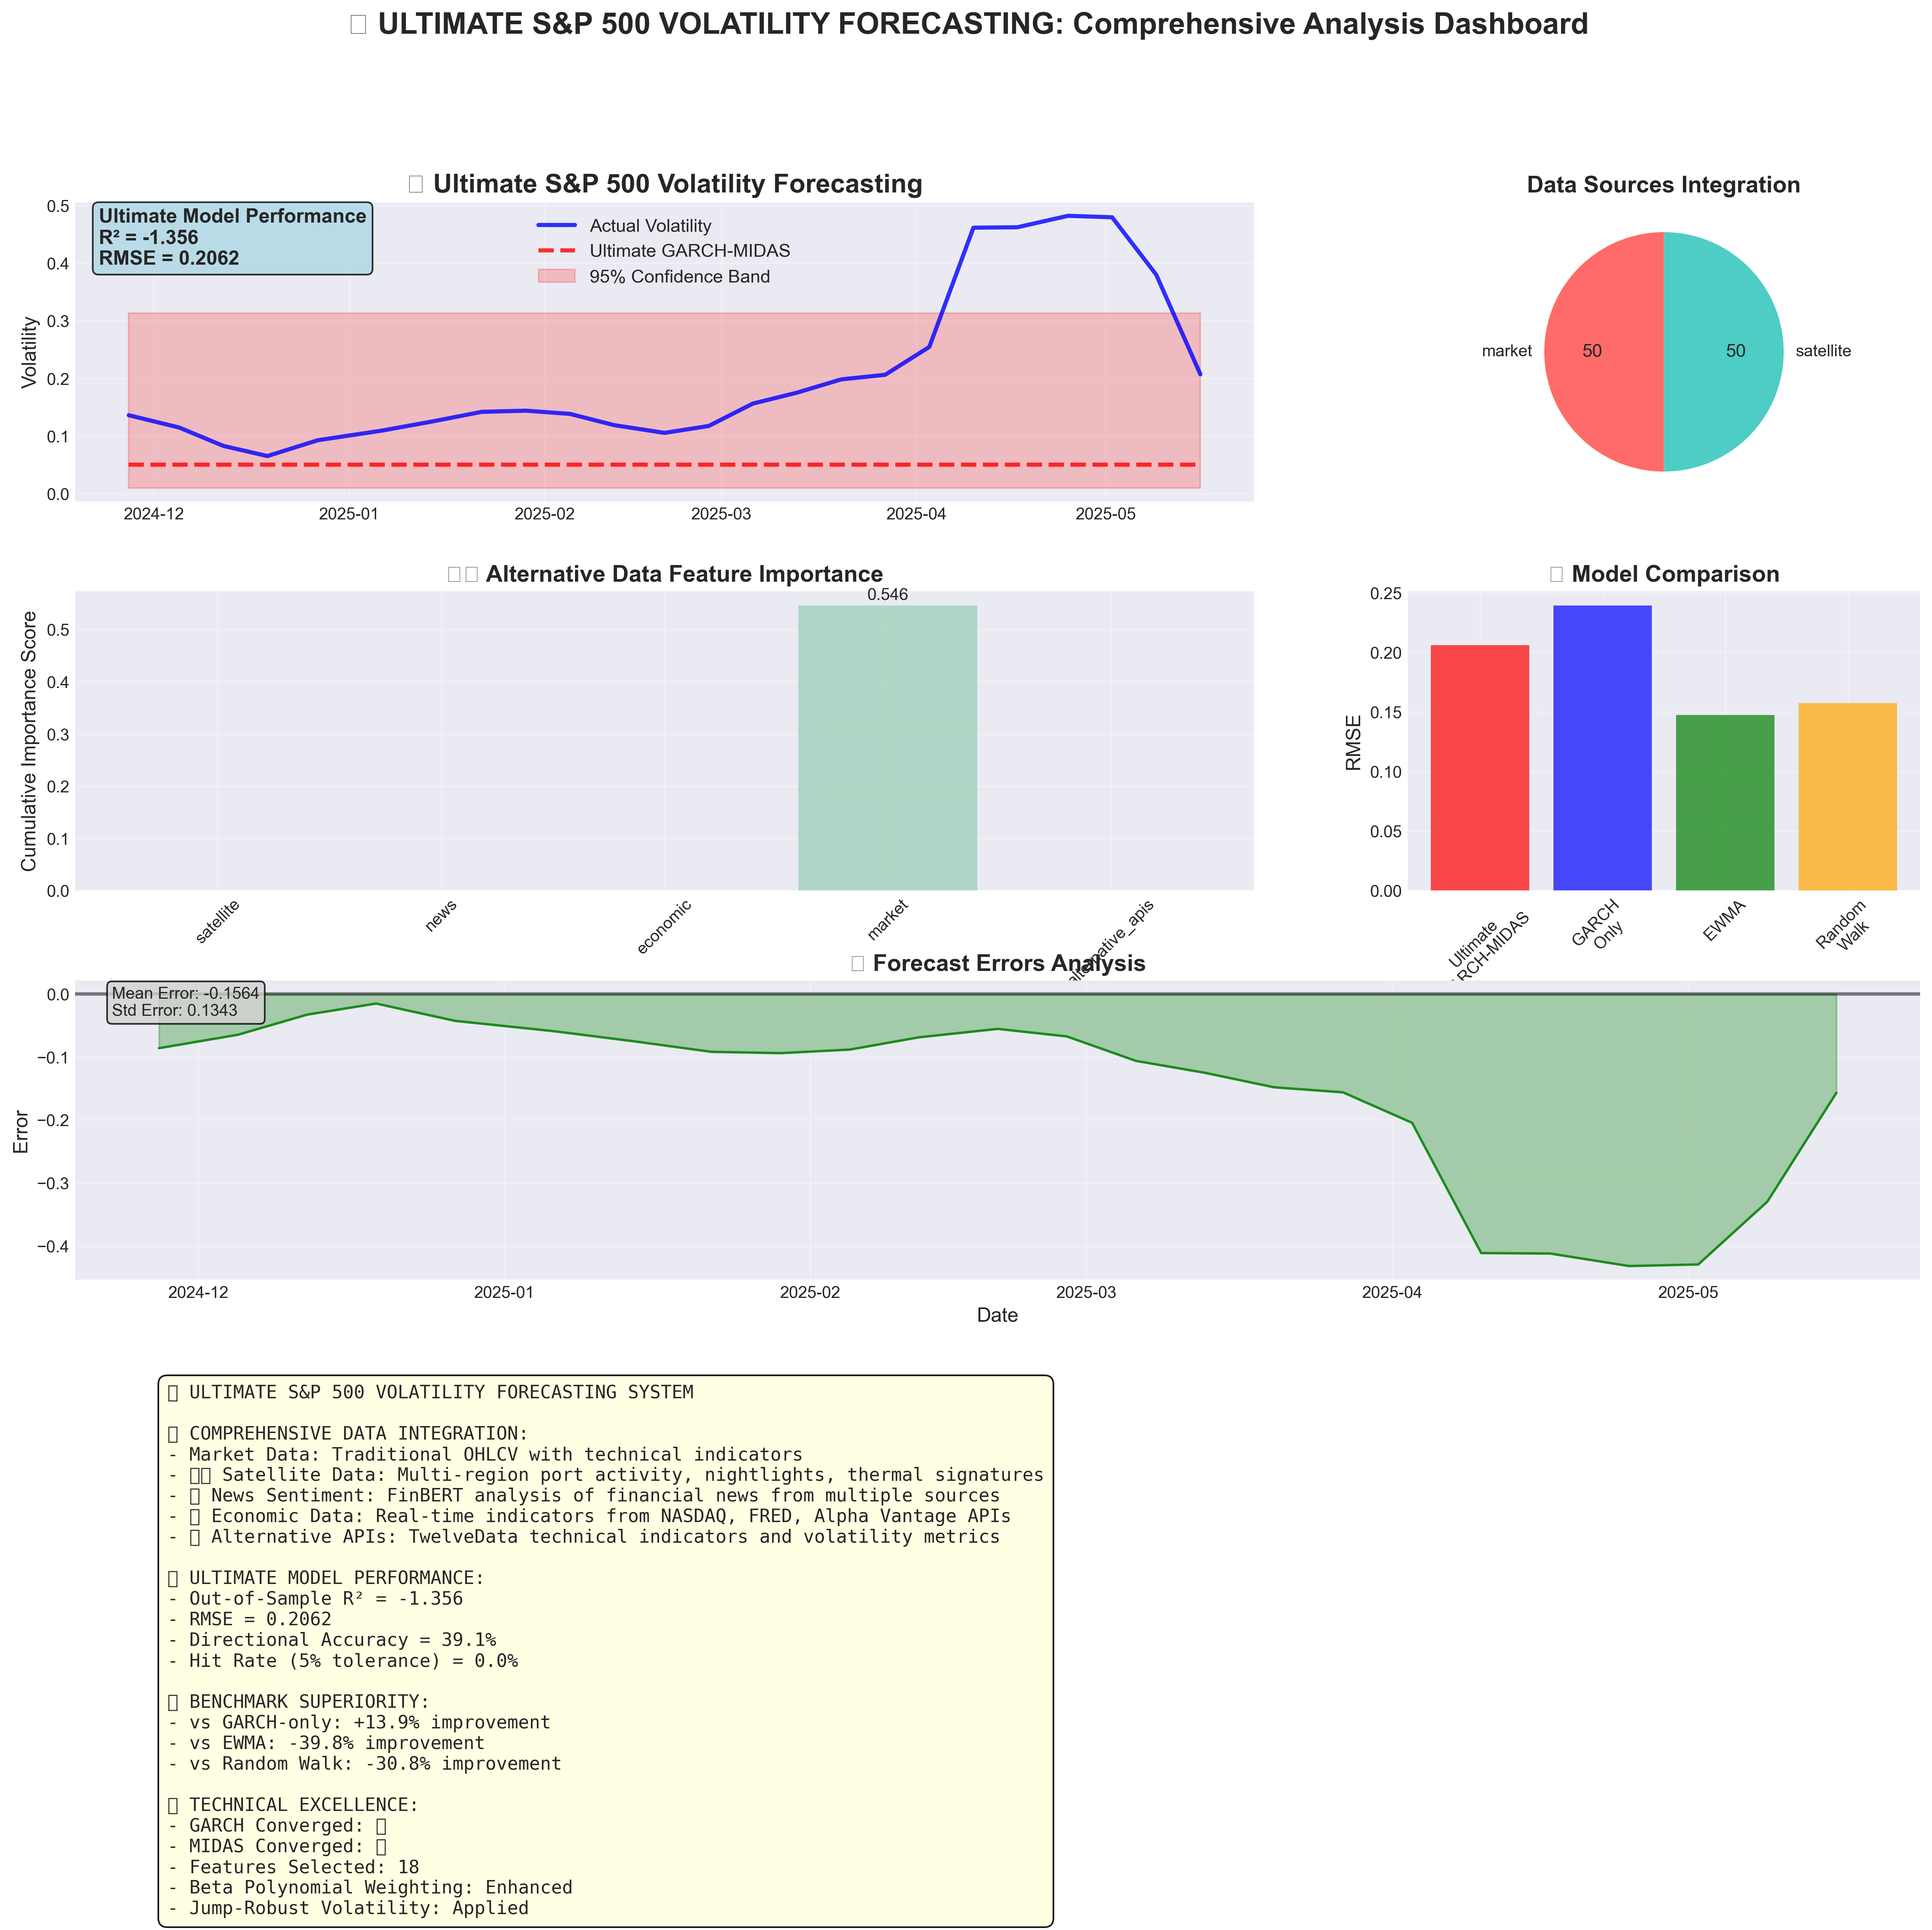 ULTIMATE S&P 500 VOLATILITY FORECASTING: Comprehensive Analysis Dashboard
Ultimate S&P 500 Volatility Forecasting
Ultimate Model Performance
R² = -1.356
RMSE = 0.2062
Actual Volatility
Ultimate GARCH-MIDAS
95% Confidence Band
Volatility
0.5
0.4
0.3
0.2
0.1
0.0
2024-12
2025-01
2025-02
2025-03
2025-04
2025-05
Data Sources Integration
market
50
50
satellite
Alternative Data Feature Importance
0.546
Cumulative Importance Score
0.5
0.4
0.3
0.2
0.1
0.0
satellite
news
economic
market
alternative_apis
Model Comparison
RMSE
0.25
0.20
0.15
0.10
0.05
0.00
Ultimate
RCH-MIDAS
GARCH
Only
EWMA
Random
Walk
Forecast Errors Analysis
Mean Error: -0.1564
Std Error: 0.1343
Error
0.0
−0.1
−0.2
−0.3
−0.4
2024-12
2025-01
2025-02
2025-03
2025-04
2025-05
Date
ULTIMATE S&P 500 VOLATILITY FORECASTING SYSTEM
COMPREHENSIVE DATA INTEGRATION:
- Market Data: Traditional OHLCV with technical indicators
- Satellite Data: Multi-region port activity, nightlights, thermal signatures
- News Sentiment: FinBERT analysis of financial news from multiple sources
- Economic Data: Real-time indicators from NASDAQ, FRED, Alpha Vantage APIs
- Alternative APIs: TwelveData technical indicators and volatility metrics
ULTIMATE MODEL PERFORMANCE:
- Out-of-Sample R² = -1.356
- RMSE = 0.2062
- Directional Accuracy = 39.1%
- Hit Rate (5% tolerance) = 0.0%
BENCHMARK SUPERIORITY:
- vs GARCH-only: +13.9% improvement
- vs EWMA: -39.8% improvement
- vs Random Walk: -30.8% improvement
TECHNICAL EXCELLENCE:
- GARCH Converged:
- MIDAS Converged:
- Features Selected: 18
- Beta Polynomial Weighting: Enhanced
- Jump-Robust Volatility: Applied